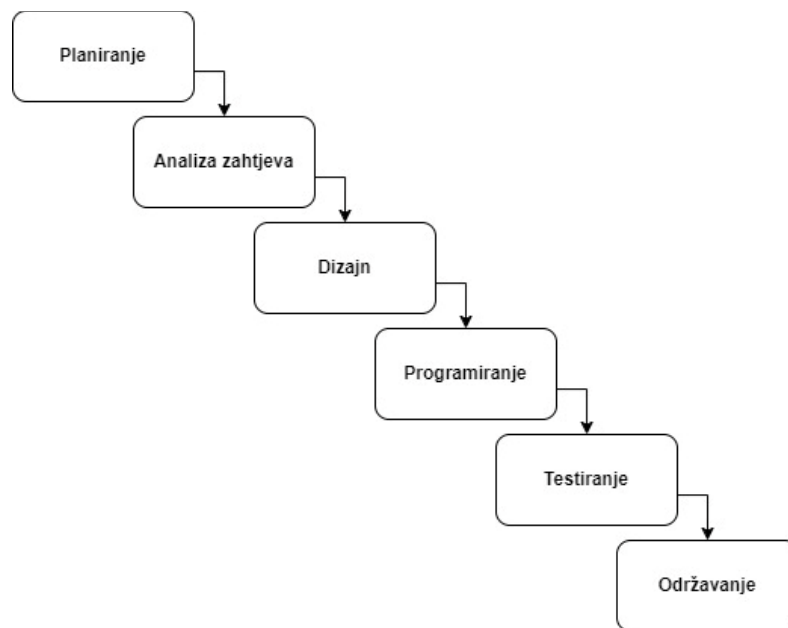 Planiranje
Analiza zahtjeva
Dizajn
Programiranje
Testiranje
Održavanje